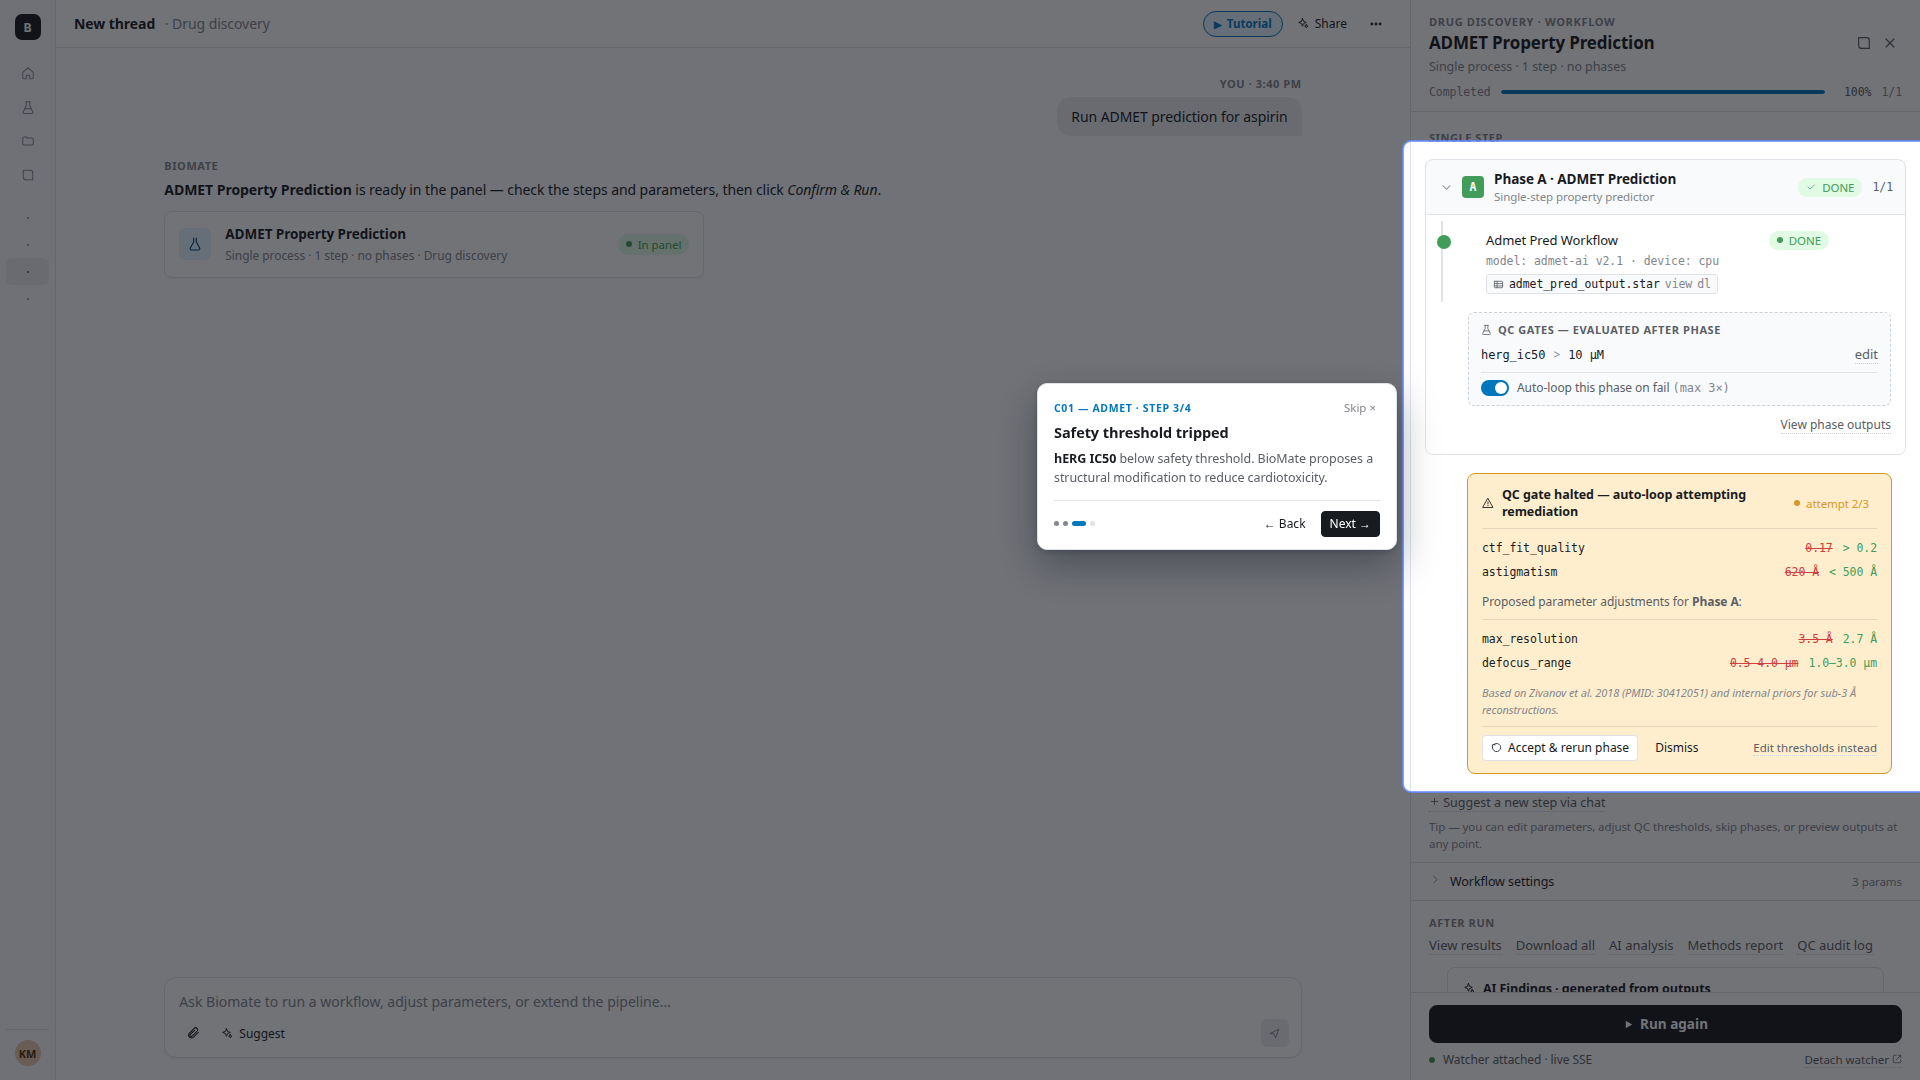 B
New thread · Drug discovery
▶ Tutorial
Share
DRUG DISCOVERY · WORKFLOW
ADMET Property Prediction
Single process · 1 step · no phases
Completed 100% 1/1
YOU · 3:40 PM
Run ADMET prediction for aspirin
BIOMATE
ADMET Property Prediction is ready in the panel — check the steps and parameters, then click Confirm & Run.
ADMET Property Prediction
Single process · 1 step · no phases · Drug discovery
In panel
SINGLE STEP
A Phase A · ADMET Prediction
Single-step property predictor
DONE 1/1
Admet Pred Workflow
DONE
model: admet-ai v2.1 · device: cpu
admet_pred_output.star view dl
QC GATES — EVALUATED AFTER PHASE
herg_ic50 > 10 μM edit
Auto-loop this phase on fail (max 3×)
View phase outputs
C01 — ADMET · STEP 3/4
Skip ×
Safety threshold tripped
hERG IC50 below safety threshold. BioMate proposes a
structural modification to reduce cardiotoxicity.
← Back
Next →
QC gate halted — auto-loop attempting
remediation
attempt 2/3
ctf_fit_quality 0.17 > 0.2
astigmatism 620 Å < 500 Å
Proposed parameter adjustments for Phase A:
max_resolution 3.5 Å 2.7 Å
defocus_range 0.5–4.0 μm 1.0–3.0 μm
Based on Zivanov et al. 2018 (PMID: 30412051) and internal priors for sub-3 Å
reconstructions.
Accept & rerun phase
Dismiss
Edit thresholds instead
+ Suggest a new step via chat
Tip — you can edit parameters, adjust QC thresholds, skip phases, or preview outputs at
any point.
Workflow settings 3 params
AFTER RUN
View results Download all AI analysis Methods report QC audit log
AI Findings · generated from outputs
Ask Biomate to run a workflow, adjust parameters, or extend the pipeline...
Suggest
▶ Run again
Watcher attached · live SSE
Detach watcher
KM